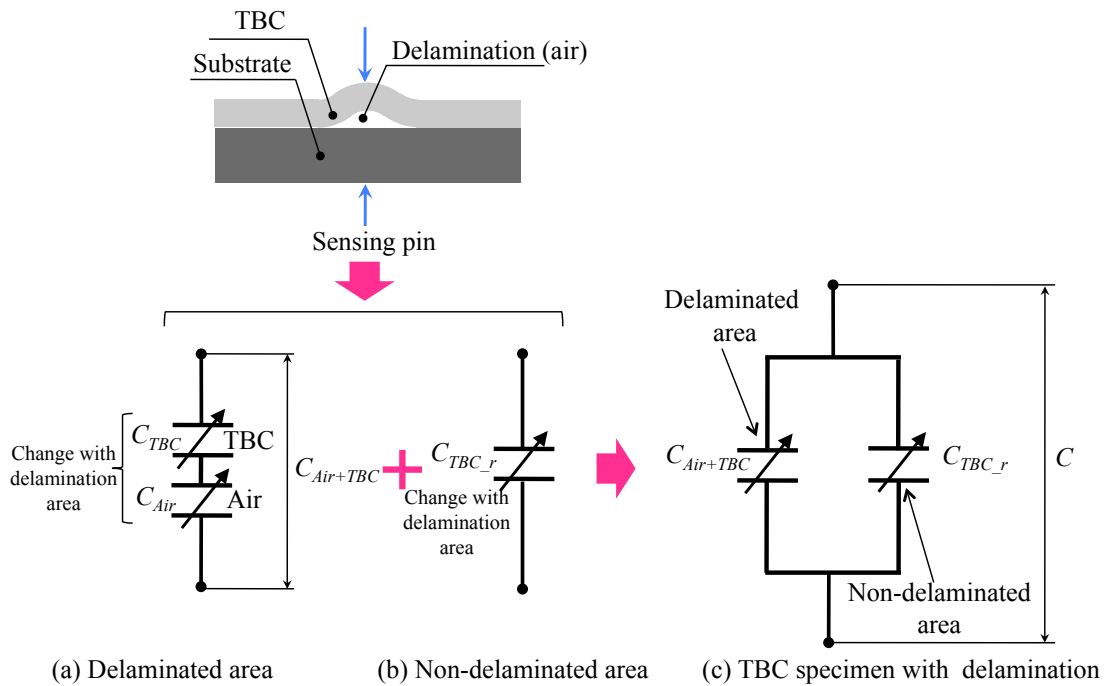 TBC
Delamination (air)
Substrate
Sensing pin
Delaminated
area
C_TBC
TBC
Change with
delamination
area
C_Air
Air
C_Air+TBC
C_TBC_r
Change with
delamination
area
C_Air+TBC
C_TBC_r
C
Non-delaminated
area
(a) Delaminated area
(b) Non-delaminated area
(c) TBC specimen with delamination